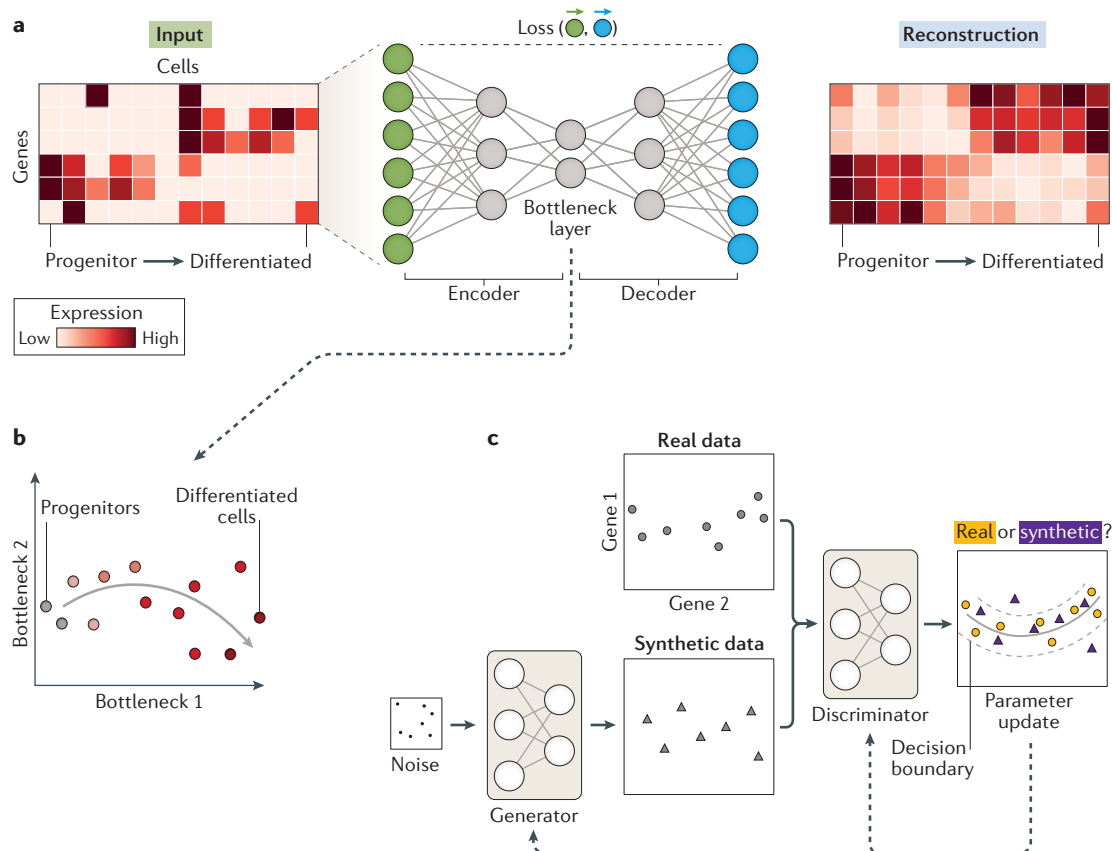 a
Input
Loss ( , )
Reconstruction
Cells
Genes
Progenitor
Differentiated
Bottleneck
layer
Encoder
Decoder
Progenitor
Differentiated
Expression
Low
High
b
Progenitors
Differentiated
cells
Bottleneck 2
Bottleneck 1
c
Real data
Gene 1
Gene 2
Synthetic data
Noise
Generator
Discriminator
Real or synthetic?
Decision
boundary
Parameter
update